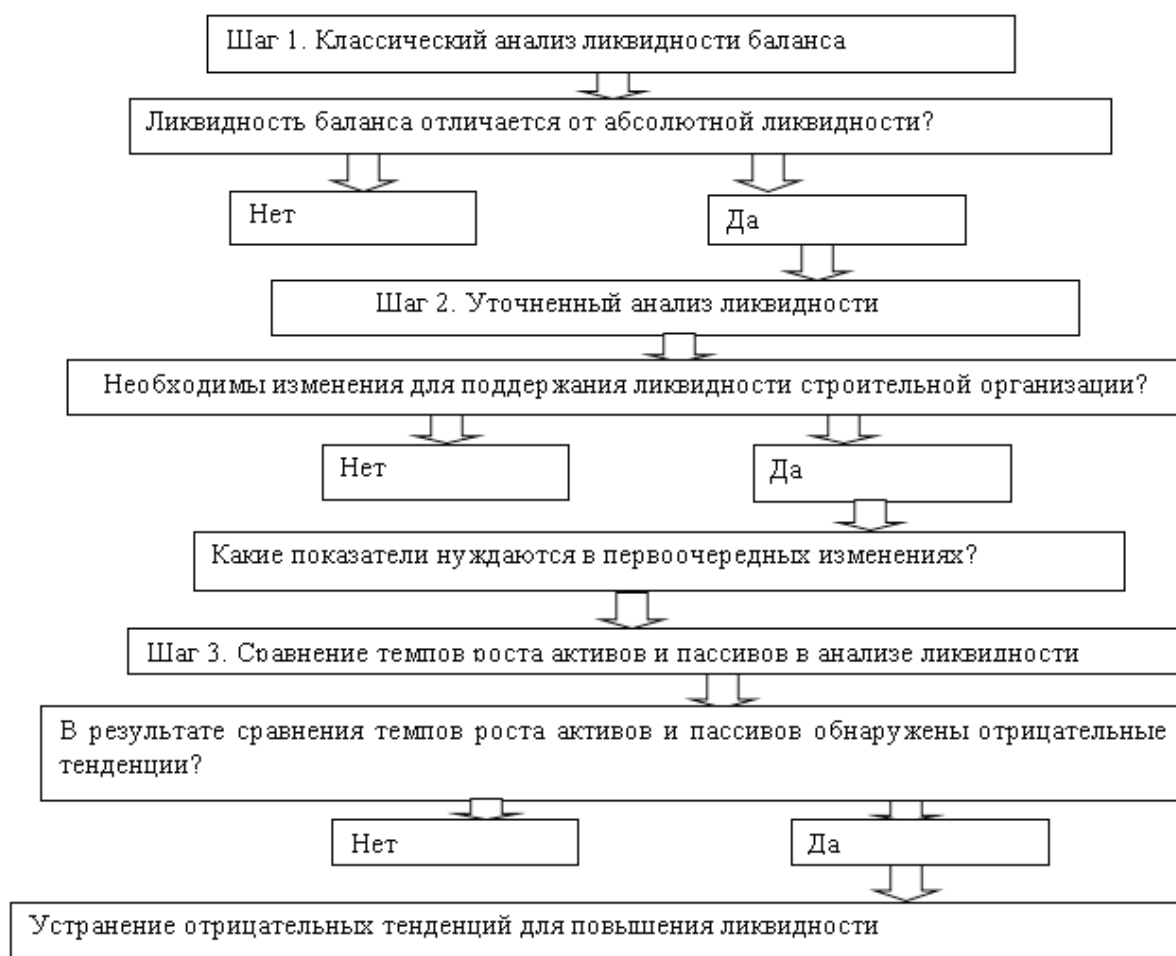 Шаг 1. Классический анализ ликвидности баланса
Ликвидность баланса отличается от абсолютной ликвидности?
Нет
Да
Шаг 2. Уточненный анализ ликвидности
Необходимы изменения для поддержания ликвидности строительной организации?
Нет
Да
Какие показатели нуждаются в первоочередных изменениях?
Шаг 3. Сравнение темпов роста активов и пассивов в анализе ликвидности
В результате сравнения темпов роста активов и пассивов обнаружены отрицательные
тенденции?
Нет
Да
Устранение отрицательных тенденций для повышения ликвидности